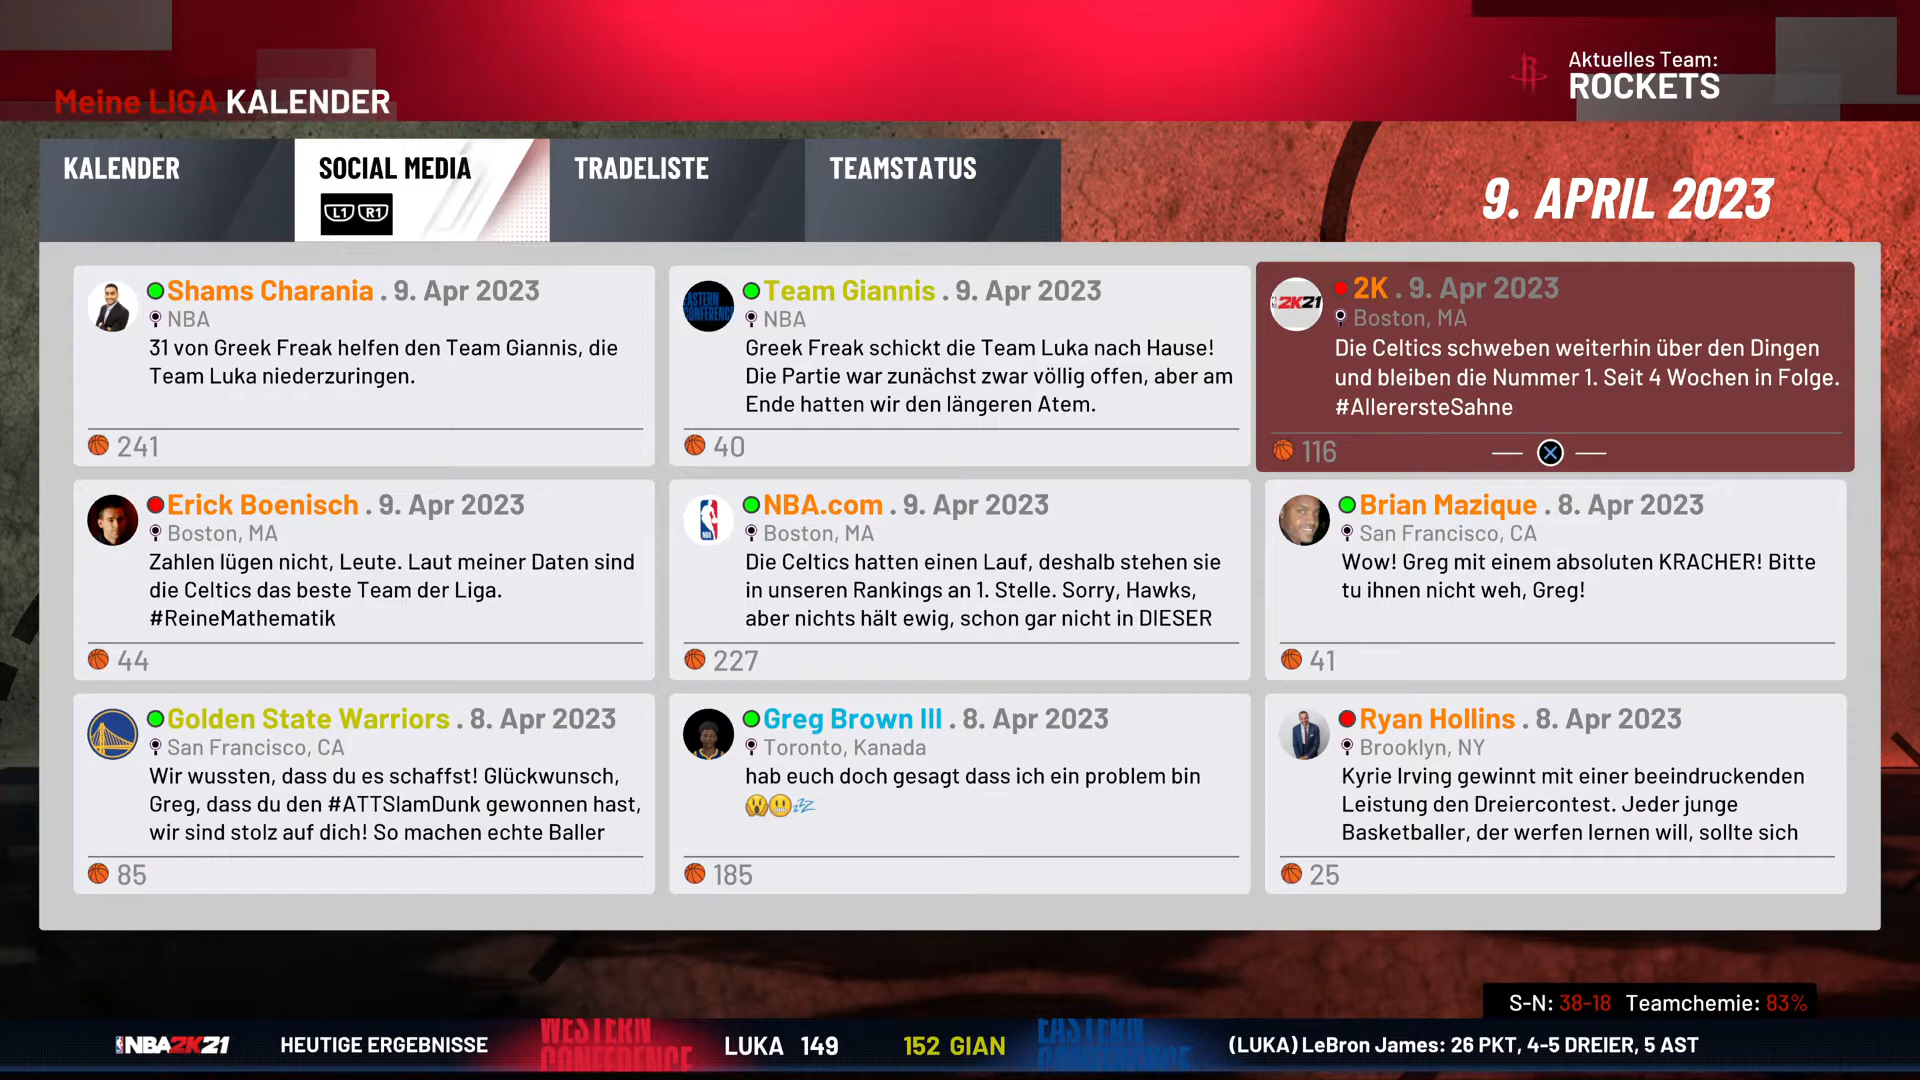 Meine LIGA KALENDER
Aktuelles Team:
ROCKETS
KALENDER
SOCIAL MEDIA
L1 R1
TRADELISTE
TEAMSTATUS
9. APRIL 2023
Shams Charania . 9. Apr 2023
NBA
31 von Greek Freak helfen den Team Giannis, die
Team Luka niederzuringen.
241
EASTERN
CONFERENCE
Team Giannis . 9. Apr 2023
NBA
Greek Freak schickt die Team Luka nach Hause!
Die Partie war zunächst zwar völlig offen, aber am
Ende hatten wir den längeren Atem.
40
2K21
2K . 9. Apr 2023
Boston, MA
Die Celtics schweben weiterhin über den Dingen
und bleiben die Nummer 1. Seit 4 Wochen in Folge.
#AllerersteSahne
116
Erick Boenisch . 9. Apr 2023
Boston, MA
Zahlen lügen nicht, Leute. Laut meiner Daten sind
die Celtics das beste Team der Liga.
#ReineMathematik
44
NBA
NBA.com . 9. Apr 2023
Boston, MA
Die Celtics hatten einen Lauf, deshalb stehen sie
in unseren Rankings an 1. Stelle. Sorry, Hawks,
aber nichts hält ewig, schon gar nicht in DIESER
227
Brian Mazique . 8. Apr 2023
San Francisco, CA
Wow! Greg mit einem absoluten KRACHER! Bitte
tu ihnen nicht weh, Greg!
41
Golden State Warriors . 8. Apr 2023
San Francisco, CA
Wir wussten, dass du es schaffst! Glückwunsch,
Greg, dass du den #ATTSlamDunk gewonnen hast,
wir sind stolz auf dich! So machen echte Baller
85
Greg Brown III . 8. Apr 2023
Toronto, Kanada
hab euch doch gesagt dass ich ein problem bin
😱😬💤
185
Ryan Hollins . 8. Apr 2023
Brooklyn, NY
Kyrie Irving gewinnt mit einer beeindruckenden
Leistung den Dreiercontest. Jeder junge
Basketballer, der werfen lernen will, sollte sich
25
S-N: 38-18 Teamchemie: 83%
NBA2K21
HEUTIGE ERGEBNISSE
WESTERN
CONFERENCE
LUKA 149
152 GIAN
EASTERN
CONFERENCE
(LUKA) LeBron James: 26 PKT, 4-5 DREIER, 5 AST